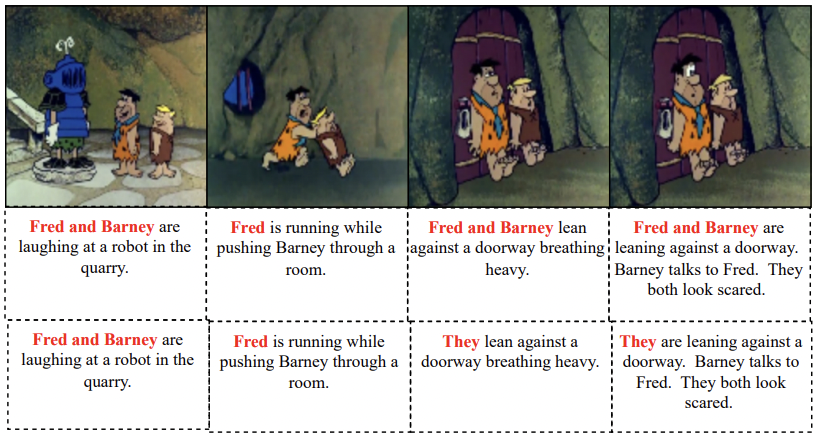 Fred and Barney are
laughing at a robot in the
quarry.
Fred is running while
pushing Barney through a
room.
Fred and Barney lean
against a doorway breathing
heavy.
Fred and Barney are
leaning against a doorway.
Barney talks to Fred. They
both look scared.
Fred and Barney are
laughing at a robot in the
quarry.
Fred is running while
pushing Barney through a
room.
They lean against a
doorway breathing heavy.
They are leaning against a
doorway. Barney talks to
Fred. They both look
scared.